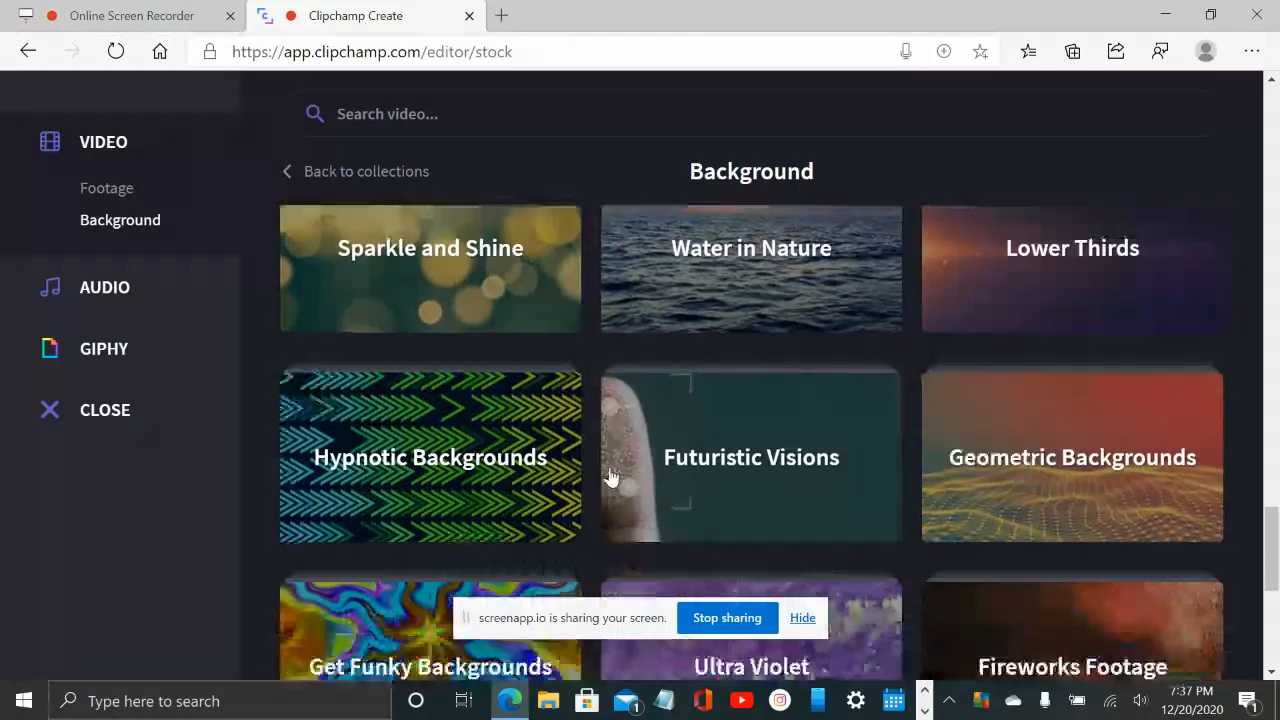 Online Screen Recorder
Clipchamp Create
https://app.clipchamp.com/editor/stock
Search video...
VIDEO
Back to collections
Background
Footage
Background
Sparkle and Shine
Water in Nature
Lower Thirds
AUDIO
GIPHY
CLOSE
Hypnotic Backgrounds
Futuristic Visions
Geometric Backgrounds
screenapp.io is sharing your screen.
Stop sharing
Hide
Get Funky Backgrounds
Ultra Violet
Fireworks Footage
Type here to search
1
7:37 PM
12/20/2020
1